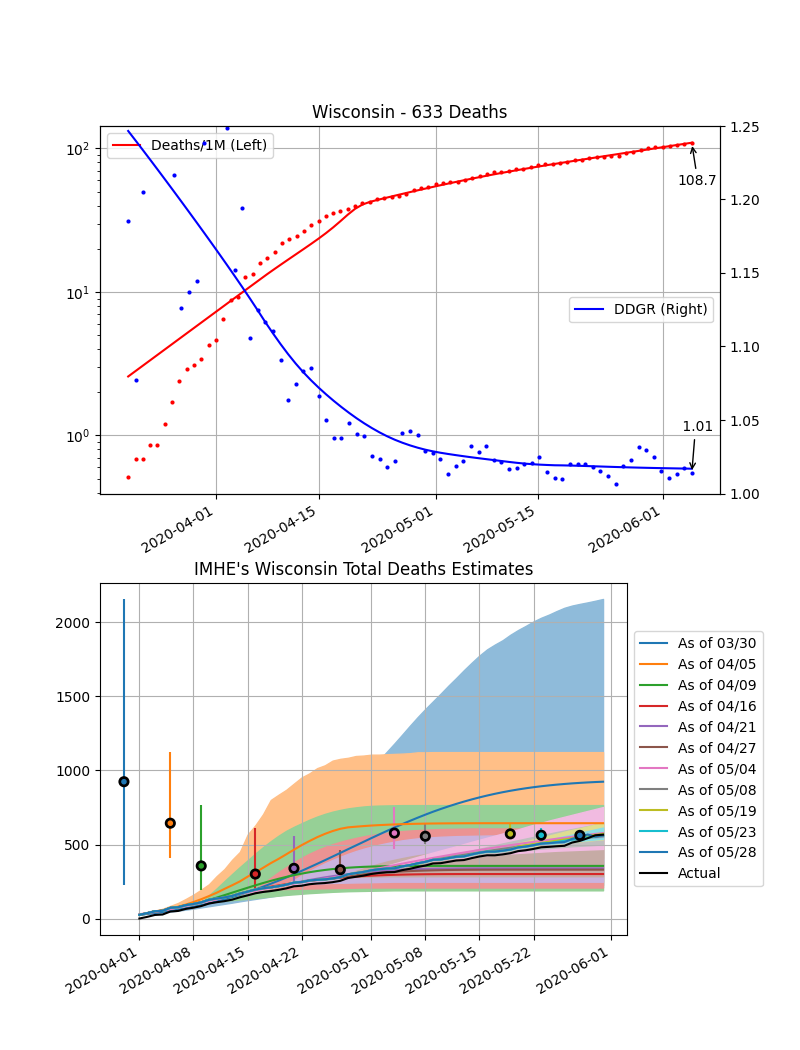 Wisconsin - 633 Deaths
Deaths/1M (Left)
DDGR (Right)
108.7
1.01
10²
10¹
10⁰
1.25
1.20
1.15
1.10
1.05
1.00
2020-04-01
2020-04-15
2020-05-01
2020-05-15
2020-06-01
IMHE's Wisconsin Total Deaths Estimates
2000
1500
1000
500
0
2020-04-01
2020-04-08
2020-04-15
2020-04-22
2020-05-01
2020-05-08
2020-05-15
2020-05-22
2020-06-01
As of 03/30
As of 04/05
As of 04/09
As of 04/16
As of 04/21
As of 04/27
As of 05/04
As of 05/08
As of 05/19
As of 05/23
As of 05/28
Actual